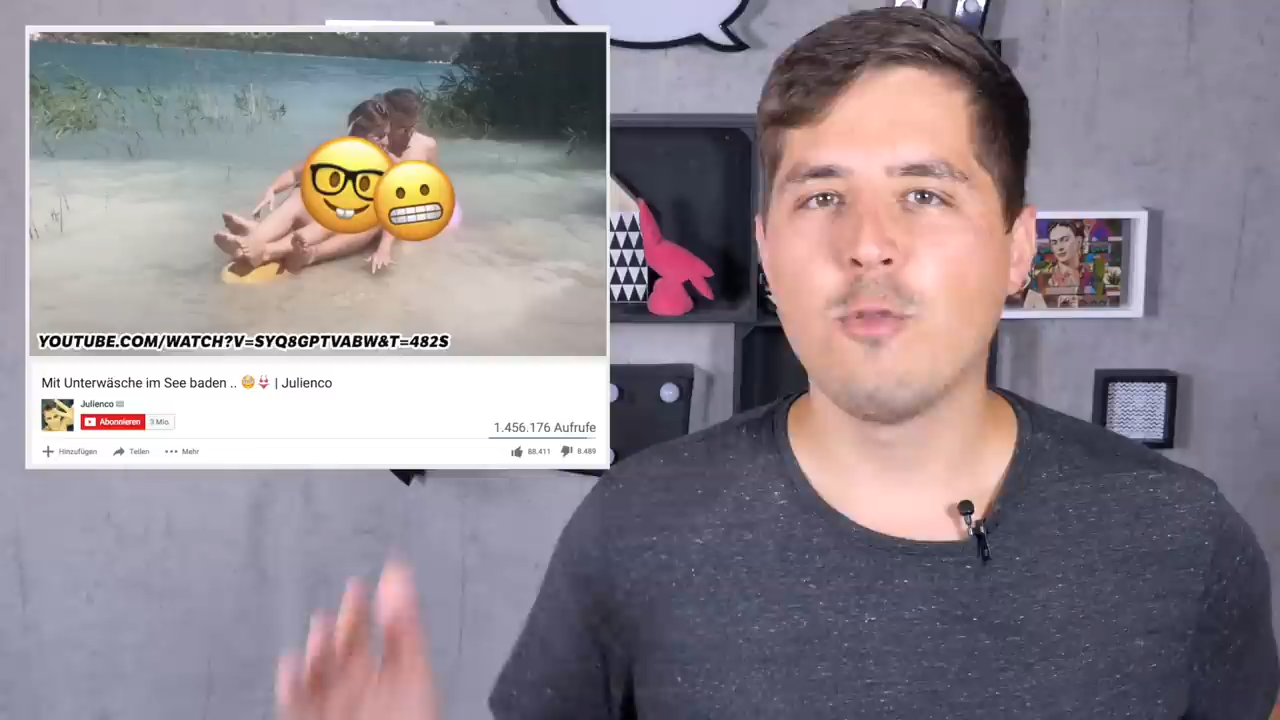 YOUTUBE.COM/WATCH?V=SYQ8GPTVABW&T=482S
Mit Unterwäsche im See baden .. 😊👙 | Julienco
Julienco
Abonnieren 3 Mio.
1.456.176 Aufrufe
Hinzufügen Teilen Mehr 88.411 8.489